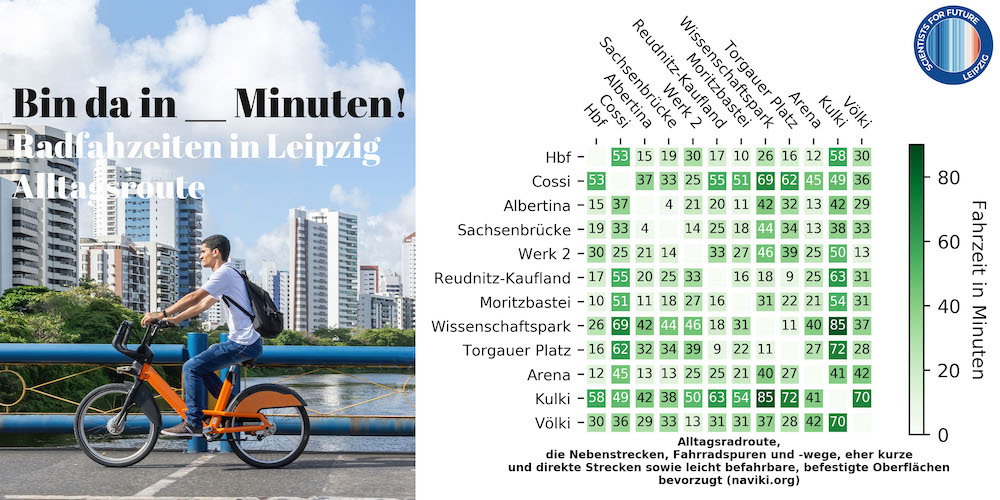 Bin da in __ Minuten!
Radfahrzeiten in Leipzig
Alltagsroute
SCIENTISTS FOR FUTURE
LEIPZIG
Hbf
Cossi
Albertina
Sachsenbrücke
Werk 2
Reudnitz-Kaufland
Moritzbastei
Wissenschaftspark
Torgauer Platz
Arena
Kulki
Völki
Hbf 53 15 19 30 17 10 26 16 12 58 30
Cossi 53 37 33 25 55 51 69 62 45 49 36
Albertina 15 37 4 21 20 11 42 32 13 42 29
Sachsenbrücke 19 33 4 14 25 18 44 34 13 38 33
Werk 2 30 25 21 14 33 27 46 39 25 50 13
Reudnitz-Kaufland 17 55 20 25 33 16 18 9 25 63 31
Moritzbastei 10 51 11 18 27 16 31 22 21 54 31
Wissenschaftspark 26 69 42 44 46 18 31 11 40 85 37
Torgauer Platz 16 62 32 34 39 9 22 11 27 72 28
Arena 12 45 13 13 25 25 21 40 27 41 42
Kulki 58 49 42 38 50 63 54 85 72 41 70
Völki 30 36 29 33 13 31 31 37 28 42 70
80
60
40
20
0
Fahrzeit in Minuten
Alltagsradroute,
die Nebenstrecken, Fahrradspuren und -wege, eher kurze
und direkte Strecken sowie leicht befahrbare, befestigte Oberflächen
bevorzugt (naviki.org)